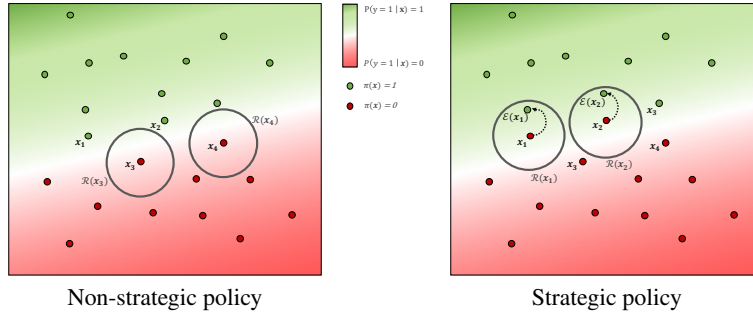 P(y = 1 | x) = 1
P(y = 1 | x) = 0
π(x) = 1
π(x) = 0
x₁
x₂
x₃
x₄
ℛ(x₃)
ℛ(x₄)
Non-strategic policy
ℰ(x₁)
ℰ(x₂)
x₁
x₂
x₃
x₃
x₄
ℛ(x₁)
ℛ(x₂)
Strategic policy